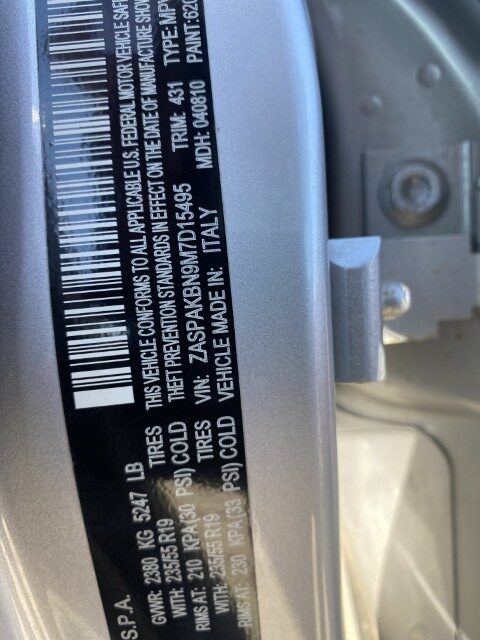 S.P.A.
GVWR: 2380 KG 5247 LB
WITH: TIRES
235/55 R19
RIMS AT: 210 KPA (30 PSI) COLD
WITH: TIRES
235/55 R19
RIMS AT: 230 KPA (33 PSI) COLD
THIS VEHICLE CONFORMS TO ALL APPLICABLE U.S. FEDERAL MOTOR VEHICLE
THEFT PREVENTION STANDARDS IN EFFECT ON THE DATE OF MANUFACTURE
VIN: ZASPAKBN9M7D15495 TRIM: 431 TYPE: MPV
VEHICLE MADE IN: ITALY MDH: 040810 PAINT: 620